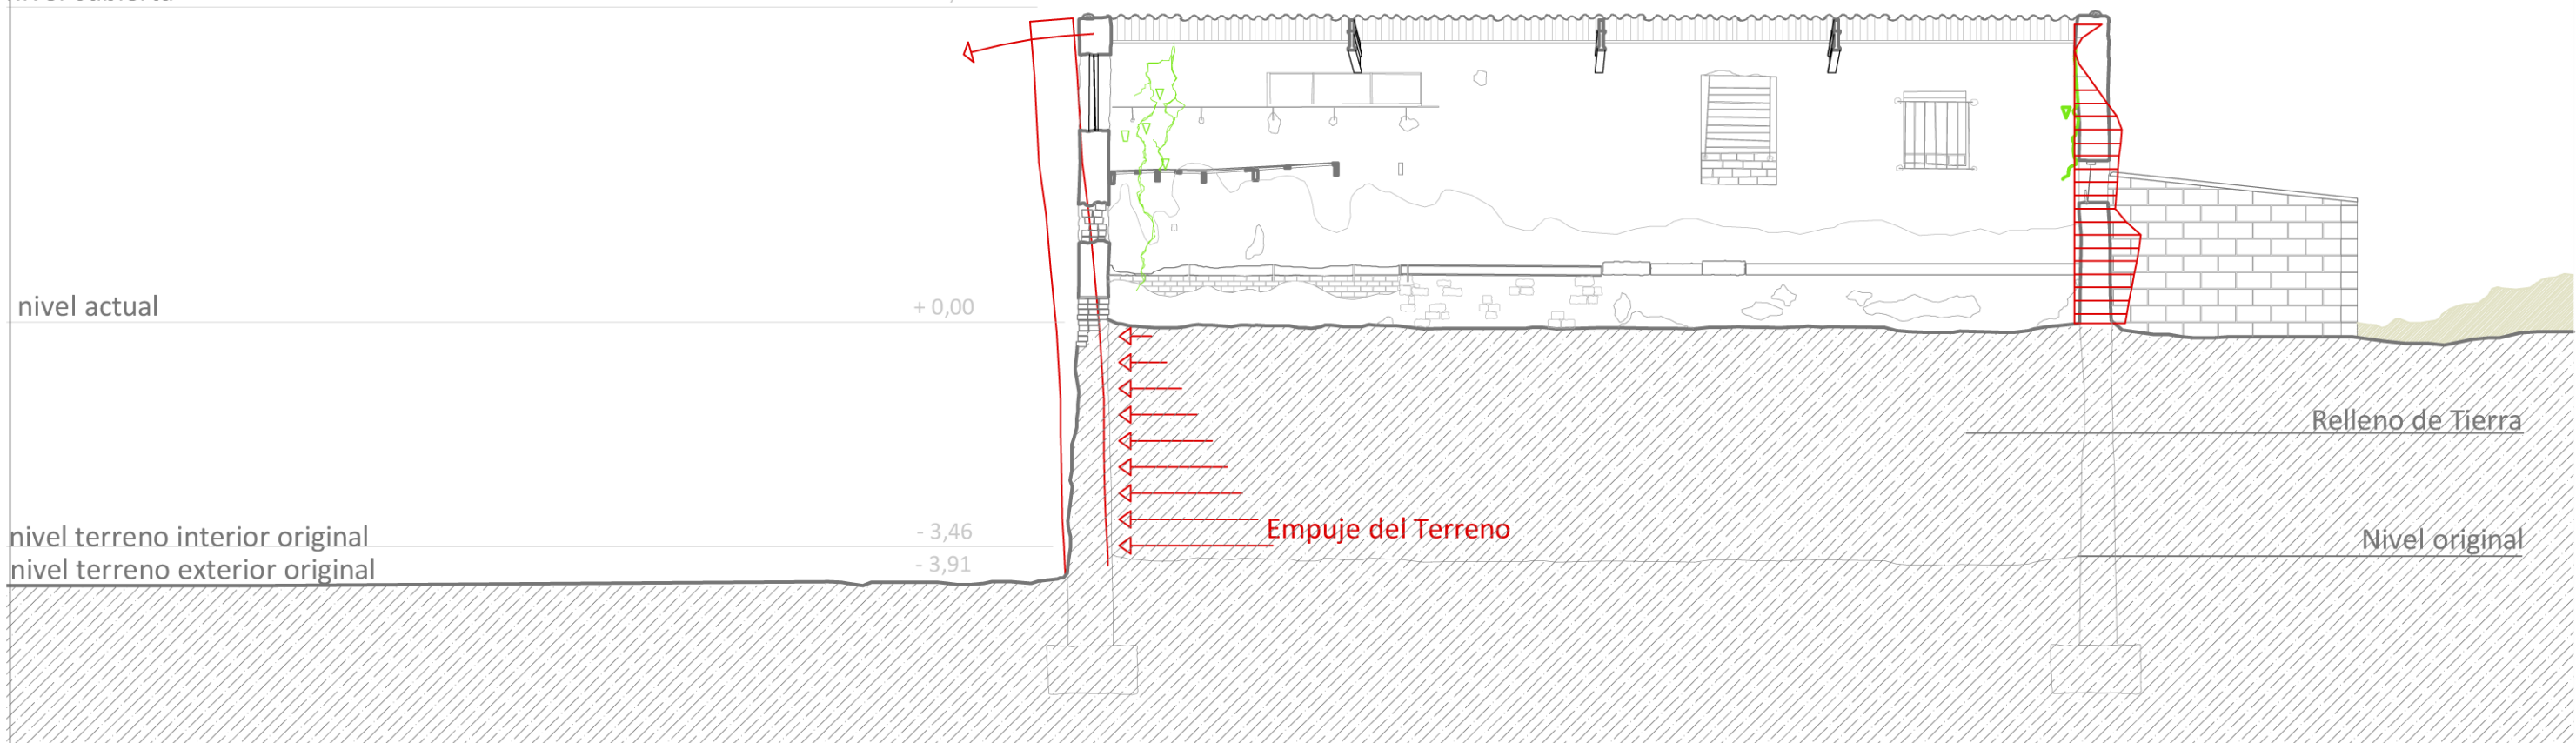 nivel actual + 0,00
Relleno de Tierra
nivel terreno interior original - 3,46
Empuje del Terreno
Nivel original
nivel terreno exterior original - 3,91